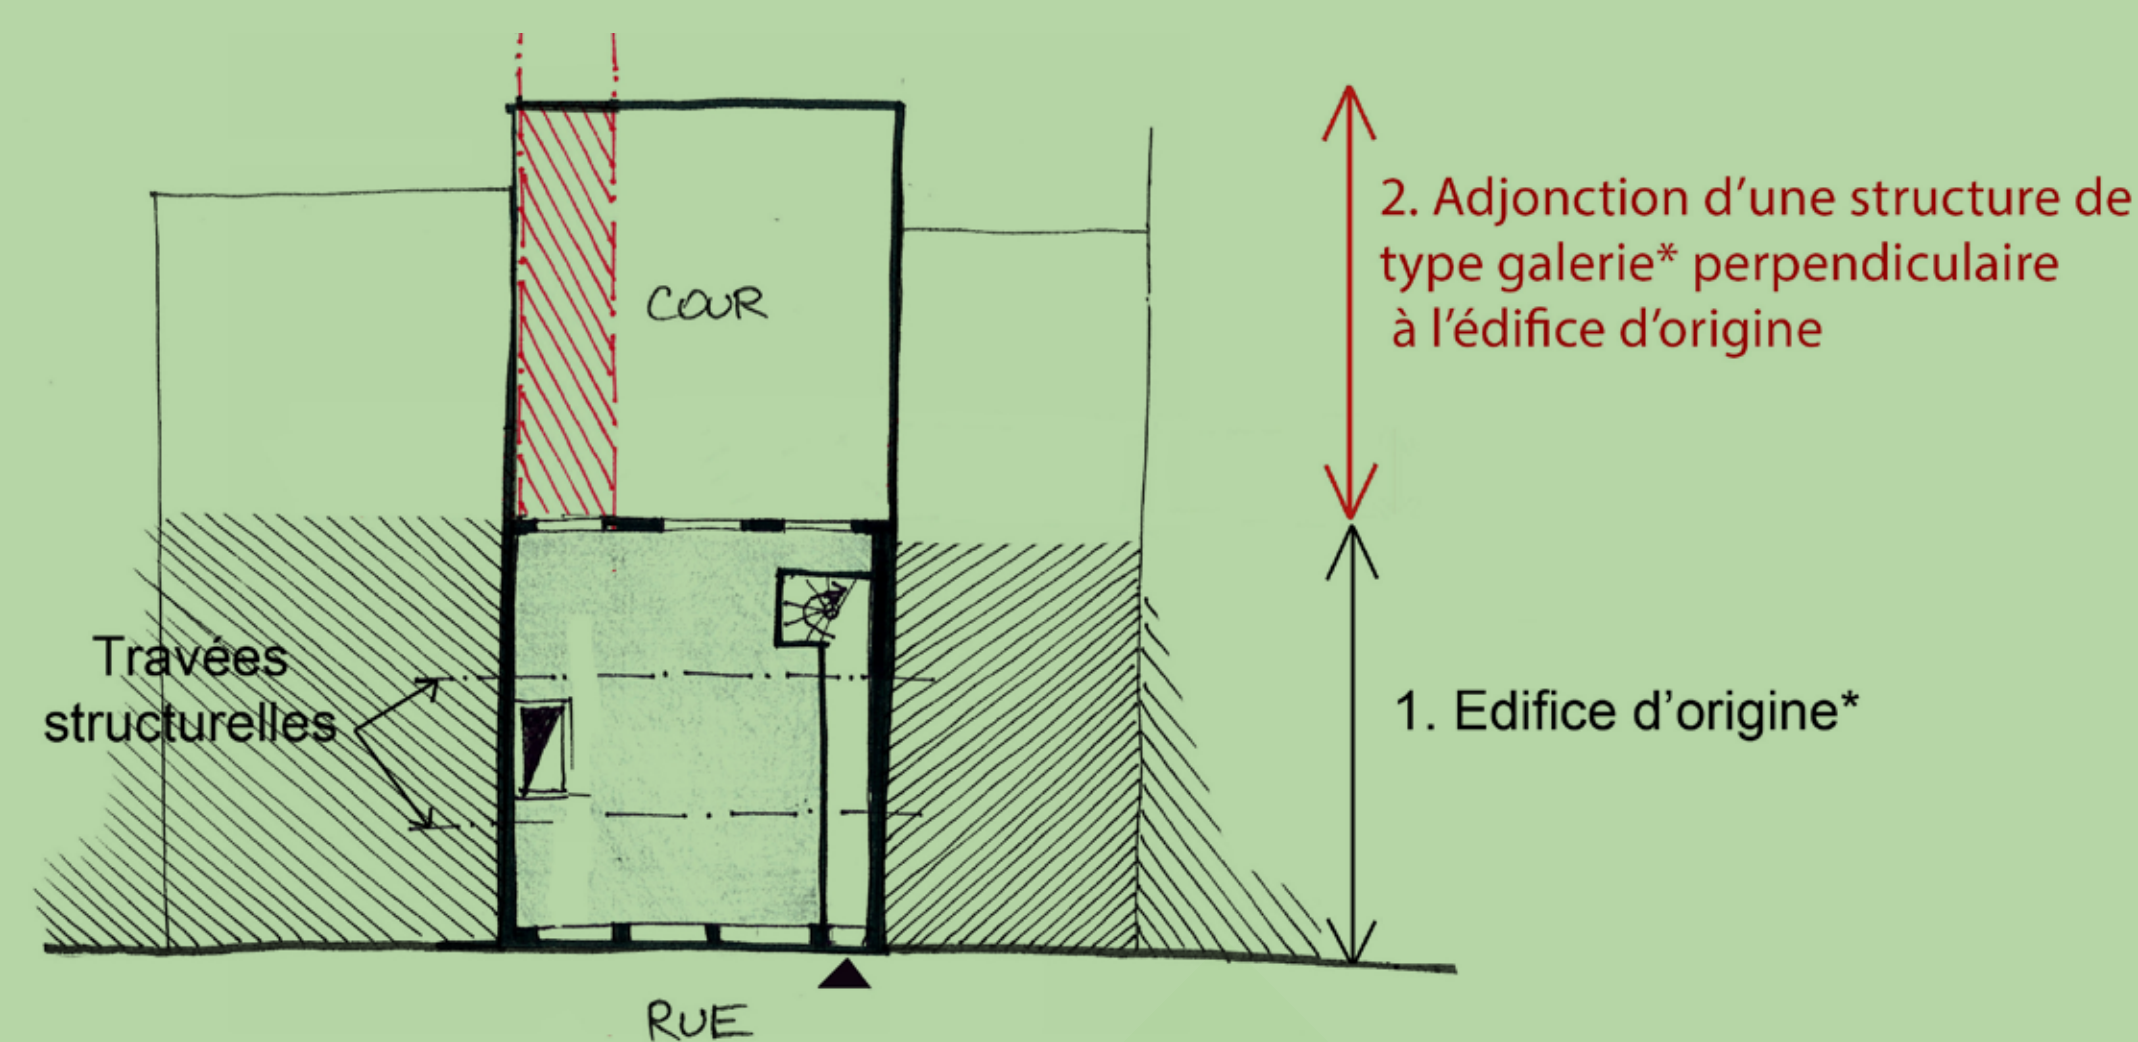 COUR
2. Adjonction d’une structure de
type galerie* perpendiculaire
à l’édifice d’origine
Travées
structurelles
1. Edifice d’origine*
RUE